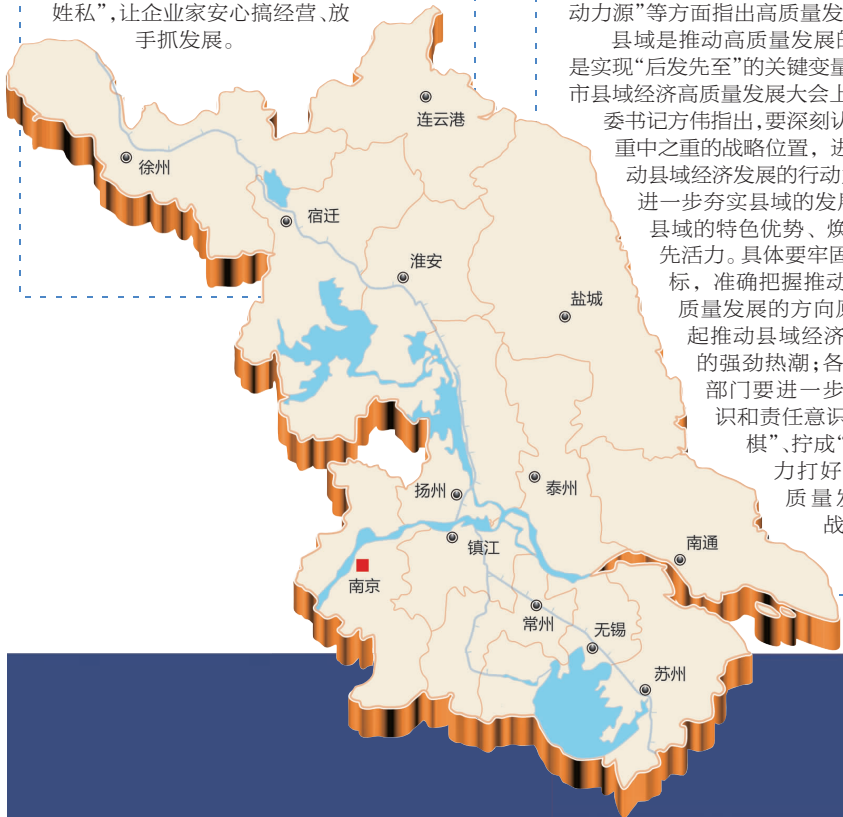 姓私”,让企业家安心搞经营、放
手抓发展。
动力源”等方面指出高质量发
县域是推动高质量发展的
是实现“后发先至”的关键变量
市县域经济高质量发展大会上
委书记方伟指出,要深刻认
重中之重的战略位置，进
动县域经济发展的行动
进一步夯实县域的发展
县域的特色优势、焕
先活力。具体要牢固
标，准确把握推动
质量发展的方向原
起推动县域经济
的强劲热潮；各
部门要进一步
识和责任意识
棋”、拧成“
力打好
质量发
战
连云港
徐州
宿迁
淮安
盐城
扬州
泰州
镇江
南通
南京
常州
无锡
苏州